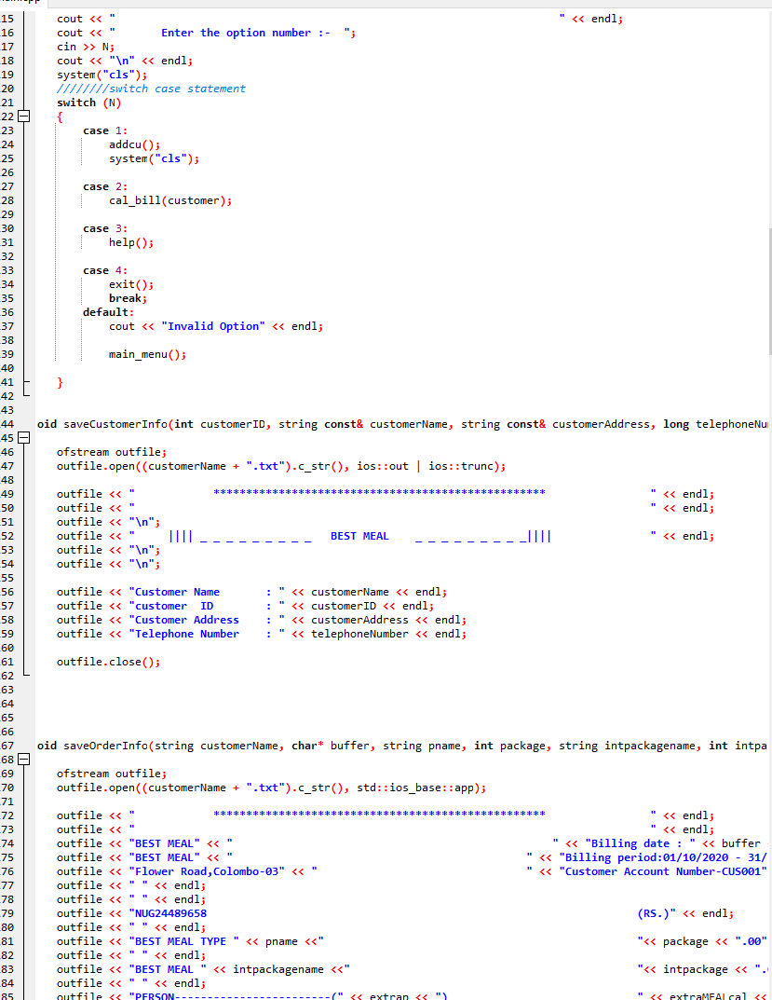 15 cout << "                                                                    " << endl;
16 cout << "       Enter the option number :-  ";
17 cin >> N;
18 cout << "\n" << endl;
19 system("cls");
20 ////////switch case statement
21 switch (N)
22 {
23     case 1:
24         addcu();
25         system("cls");
26
27     case 2:
28         cal_bill(customer);
29
30     case 3:
31         help();
32
33     case 4:
34         exit();
35         break;
36     default:
37         cout << "Invalid Option" << endl;
38
39         main_menu();
40
41 }
42
43
44 oid saveCustomerInfo(int customerID, string const& customerName, string const& customerAddress, long telephoneNu
45
46 ofstream outfile;
47 outfile.open((customerName + ".txt").c_str(), ios::out | ios::trunc);
48
49 outfile << "            ***************************************************                " << endl;
50 outfile << "                                                                               " << endl;
51 outfile << "\n";
52 outfile << "     |||| _ _ _ _ _ _ _ _ _   BEST MEAL    _ _ _ _ _ _ _ _ _||||               " << endl;
53 outfile << "\n";
54 outfile << "\n";
55
56 outfile << "Customer Name       : " << customerName << endl;
57 outfile << "customer  ID        : " << customerID << endl;
58 outfile << "Customer Address    : " << customerAddress << endl;
59 outfile << "Telephone Number    : " << telephoneNumber << endl;
60
61 outfile.close();
62
63
64
65
66
67 oid saveOrderInfo(string customerName, char* buffer, string pname, int package, string intpackagename, int intpa
68
69 ofstream outfile;
70 outfile.open((customerName + ".txt").c_str(), std::ios_base::app);
71
72 outfile << "            ***************************************************                " << endl;
73 outfile << "                                                                               " << endl;
74 outfile << "BEST MEAL" << "                                                 " << "Billing date : " << buffer
75 outfile << "BEST MEAL" << "                                             " << "Billing period:01/10/2020 - 31/
76 outfile << "Flower Road,Colombo-03" << "                                " << "Customer Account Number-CUS001"
77 outfile << " " << endl;
78 outfile << " " << endl;
79 outfile << "NUG24489658                                                                  (RS.)" << endl;
80 outfile << " " << endl;
81 outfile << "BEST MEAL TYPE " << pname <<"                                                "<< package << ".00"
82 outfile << " " << endl;
83 outfile << "BEST MEAL " << intpackagename <<"                                            "<< intpackage << ".
84 outfile << " " << endl;
85 outfile << "PERSON------------------------(" << extrap << ")                             " << extraMEALcal <<